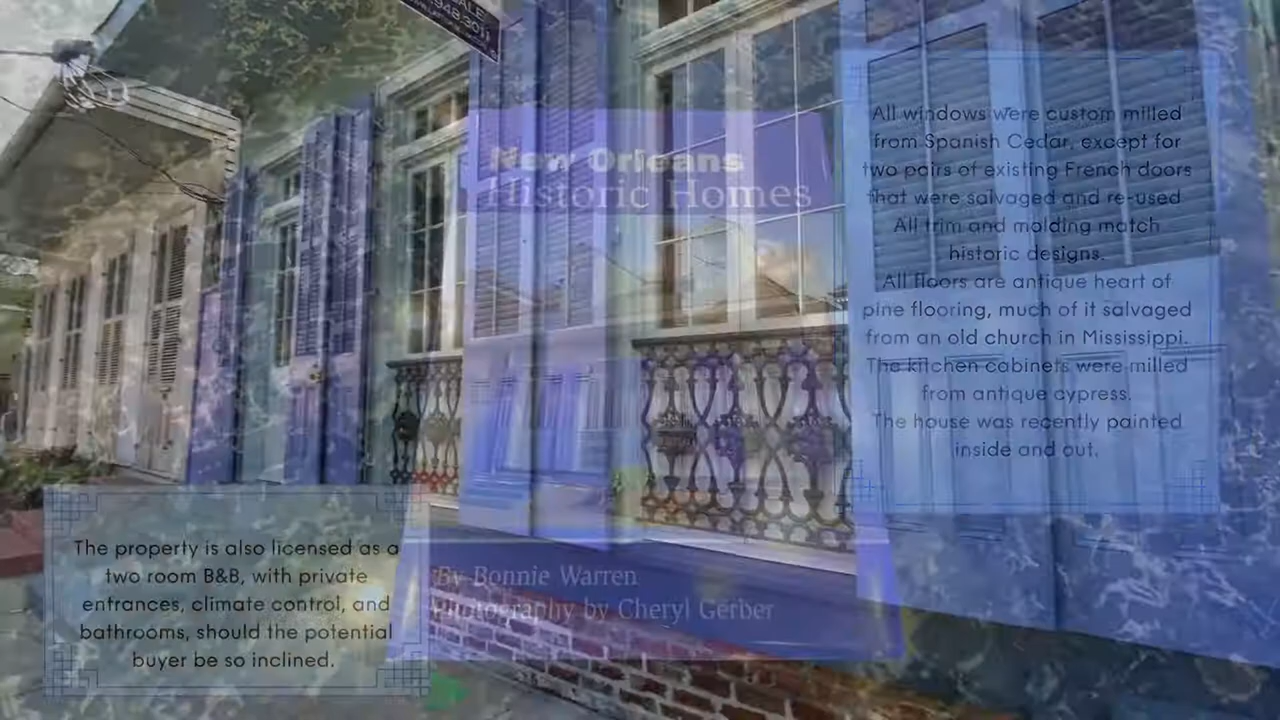 ALE
948-3011
New Orleans
Historic Homes
All windows were custom milled
from Spanish Cedar, except for
two pairs of existing French doors
that were salvaged and re-used
All trim and molding match
historic designs.
All floors are antique heart of
pine flooring, much of it salvaged
from an old church in Mississippi.
The kitchen cabinets were milled
from antique cypress.
The house was recently painted
inside and out.
The property is also licensed as a
two room B&B, with private
entrances, climate control, and
bathrooms, should the potential
buyer be so inclined.
By Bonnie Warren
Photography by Cheryl Gerber